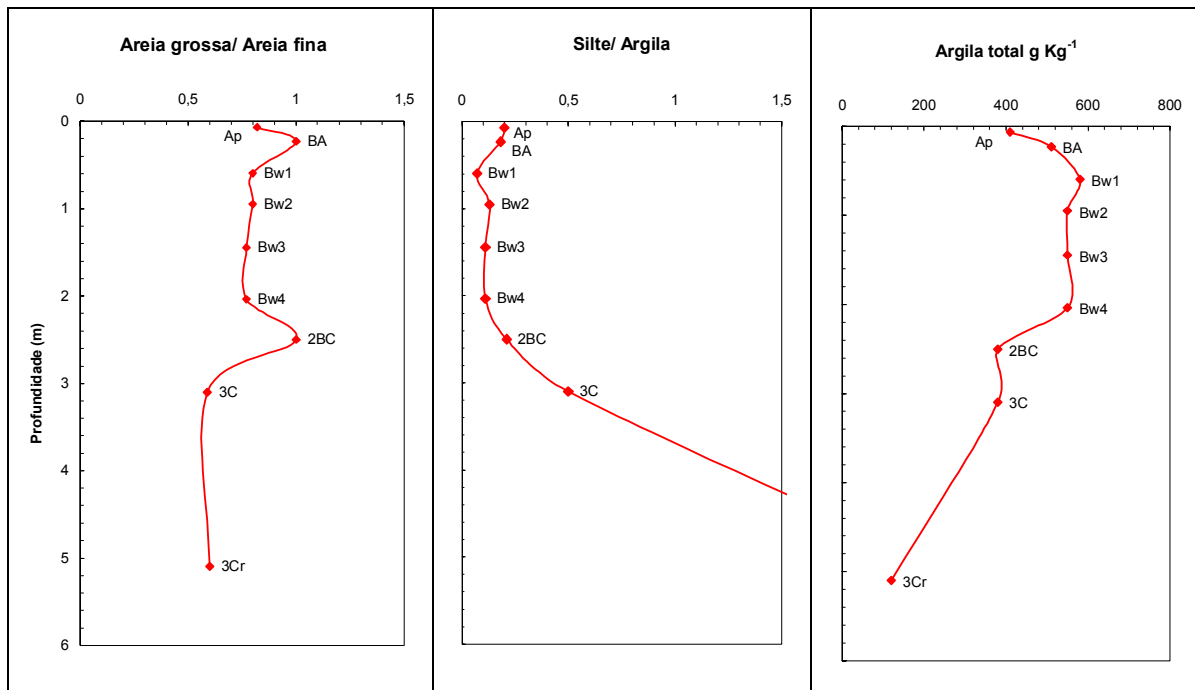 Areia grossa/ Areia fina
0 0,5 1 1,5
0
1
2
3
4
5
6
Profundidade (m)
Ap
BA
Bw1
Bw2
Bw3
Bw4
2BC
3C
3Cr
Silte/ Argila
0 0,5 1 1,5
Ap
BA
Bw1
Bw2
Bw3
Bw4
2BC
3C
Argila total g Kg⁻¹
0 200 400 600 800
Ap
BA
Bw1
Bw2
Bw3
Bw4
2BC
3C
3Cr